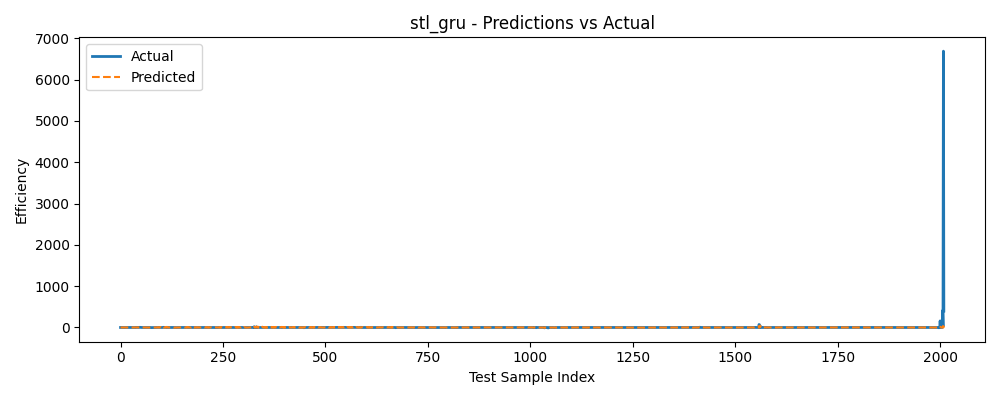 stl_gru - Predictions vs Actual
Actual
Predicted
7000
6000
5000
4000
3000
2000
1000
0
Efficiency
0 250 500 750 1000 1250 1500 1750 2000
Test Sample Index